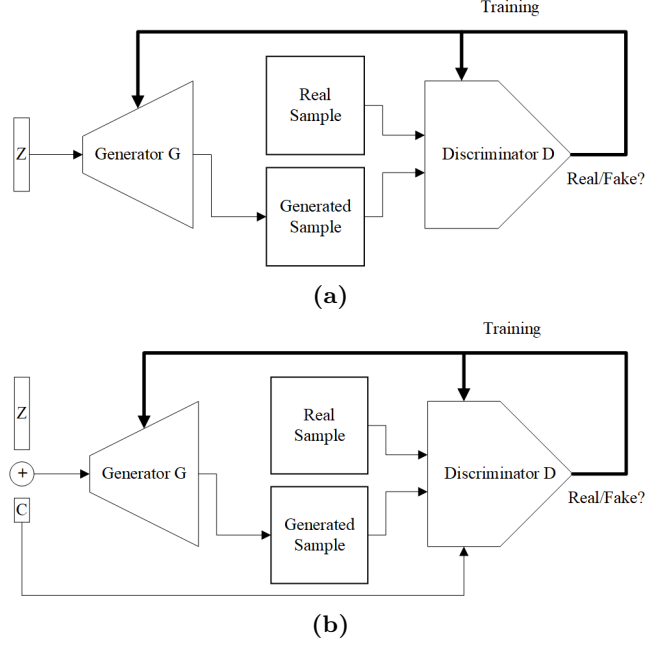 Training
Real
Sample
Z
Generator G
Discriminator D
Real/Fake?
Generated
Sample
(a)
Training
Z
Real
Sample
+
Generator G
Discriminator D
Real/Fake?
C
Generated
Sample
(b)